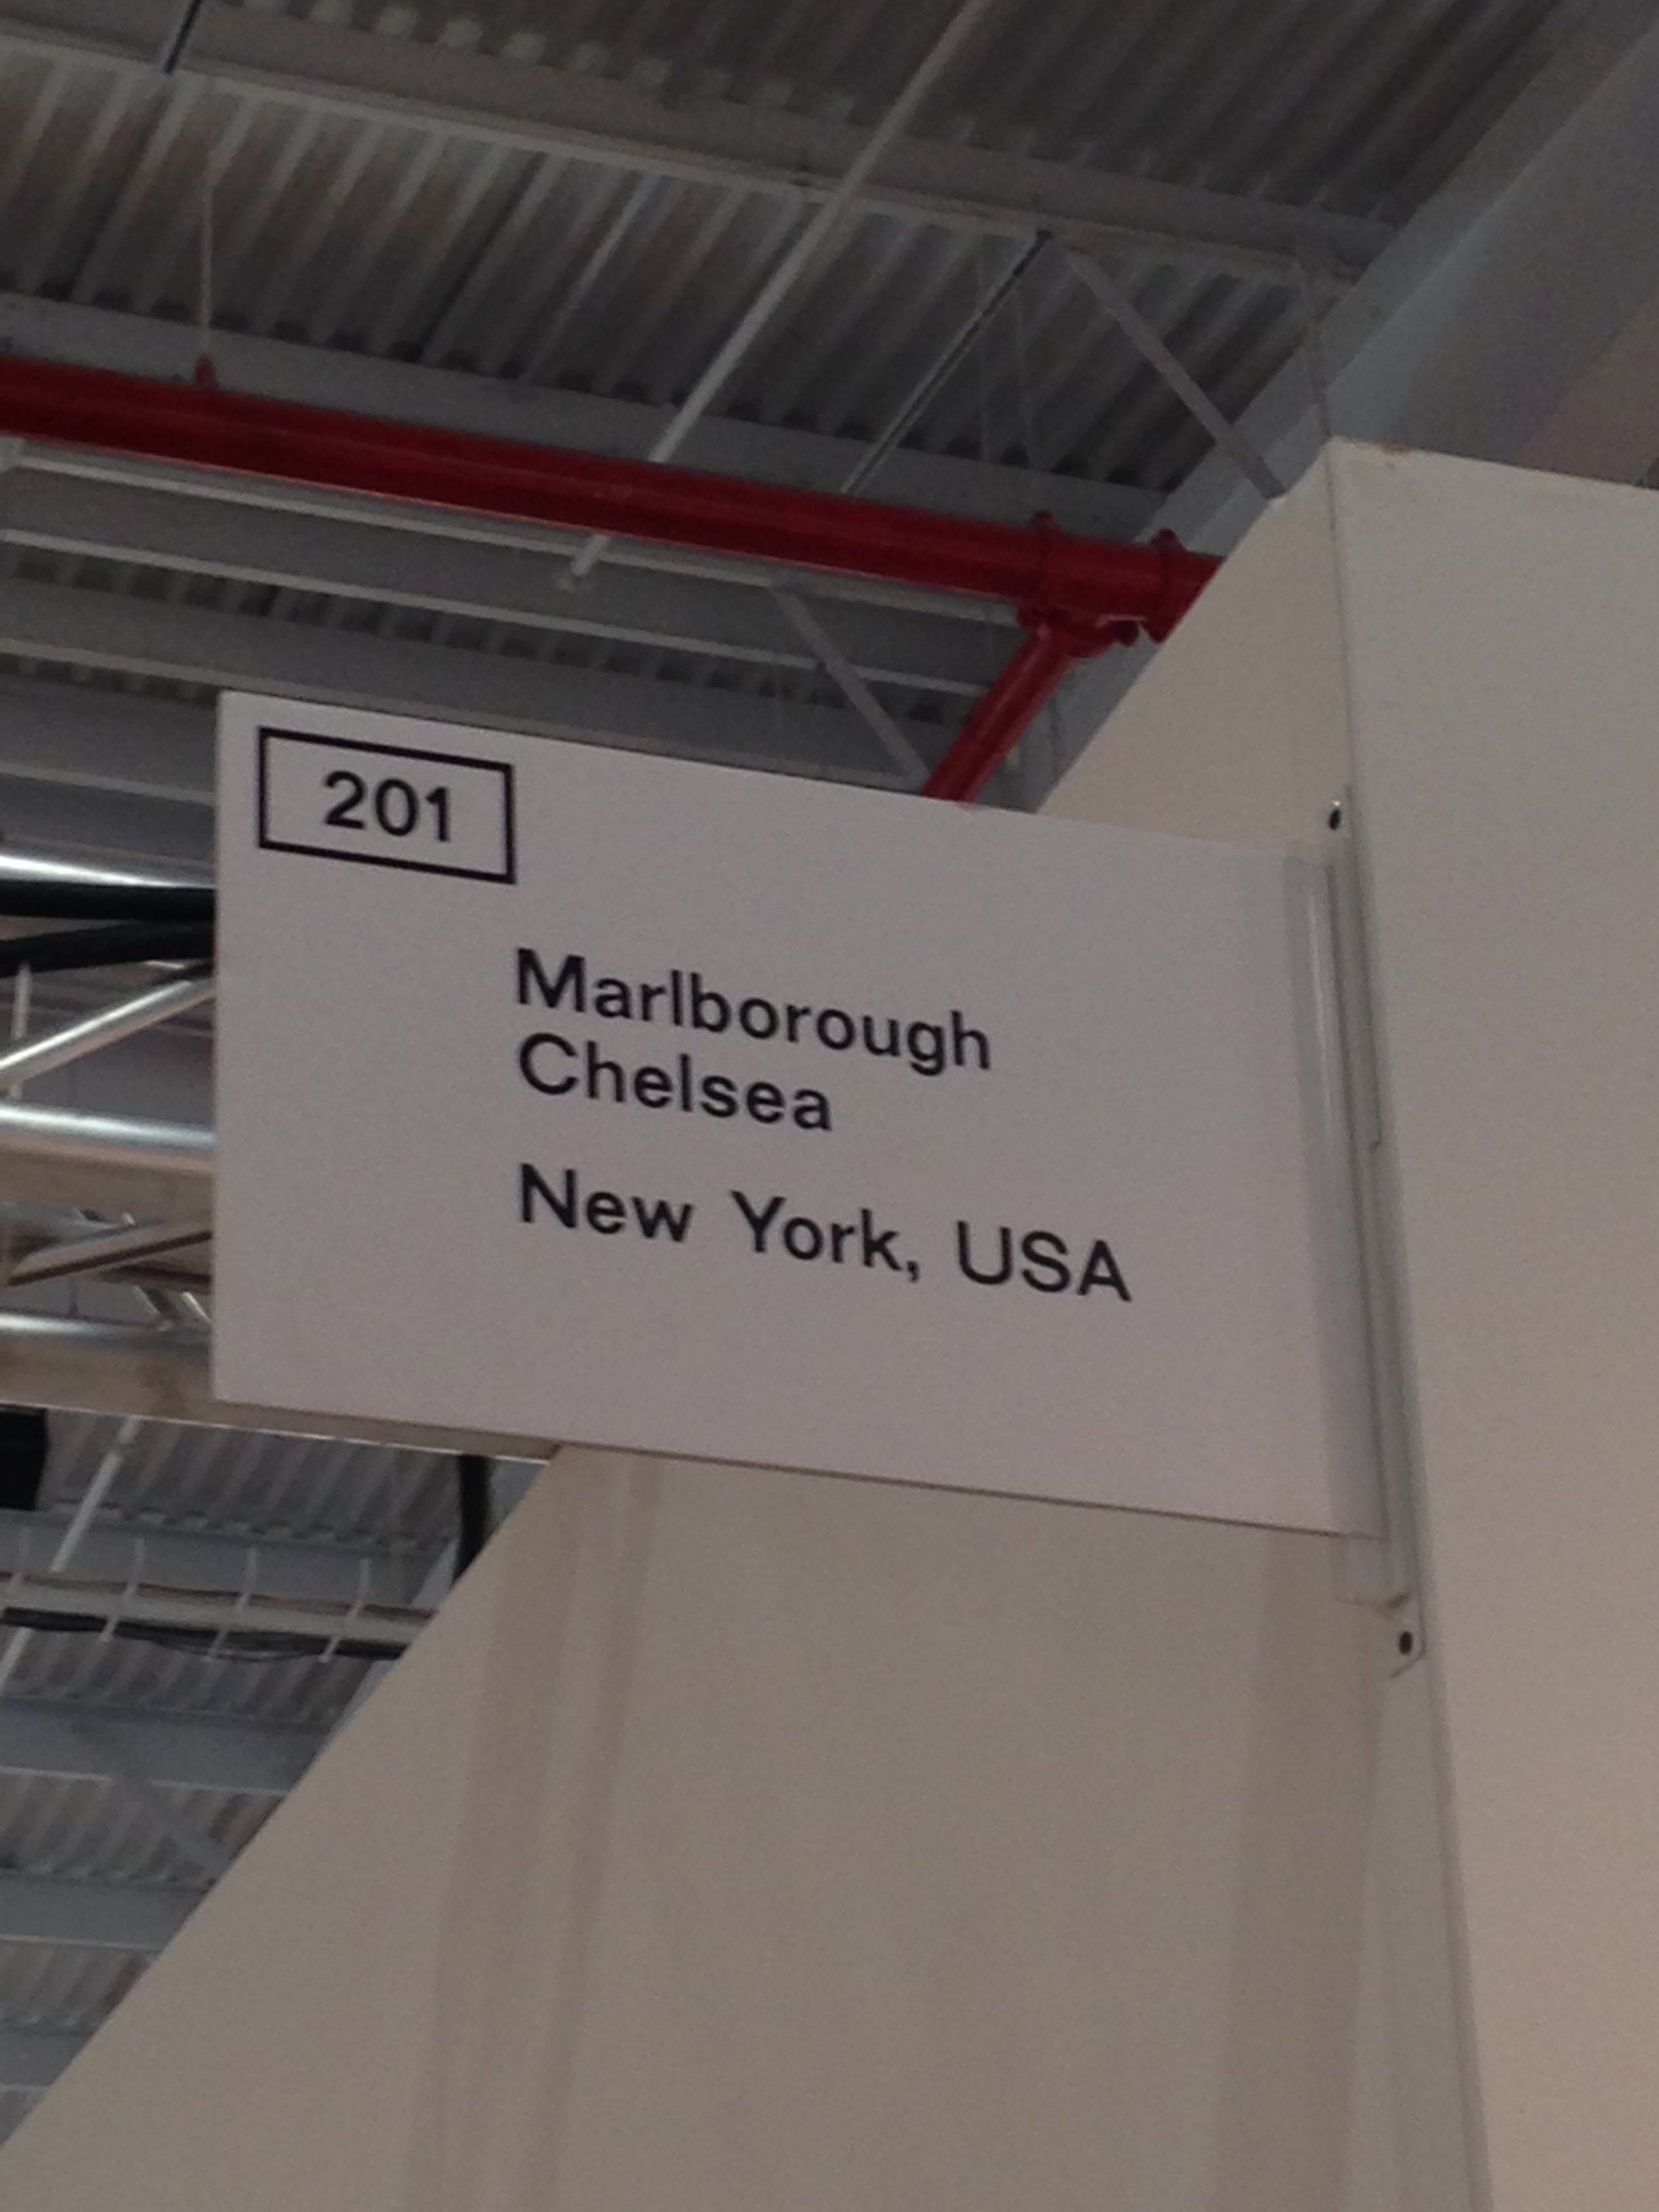 201
Marlborough
Chelsea
New York, USA